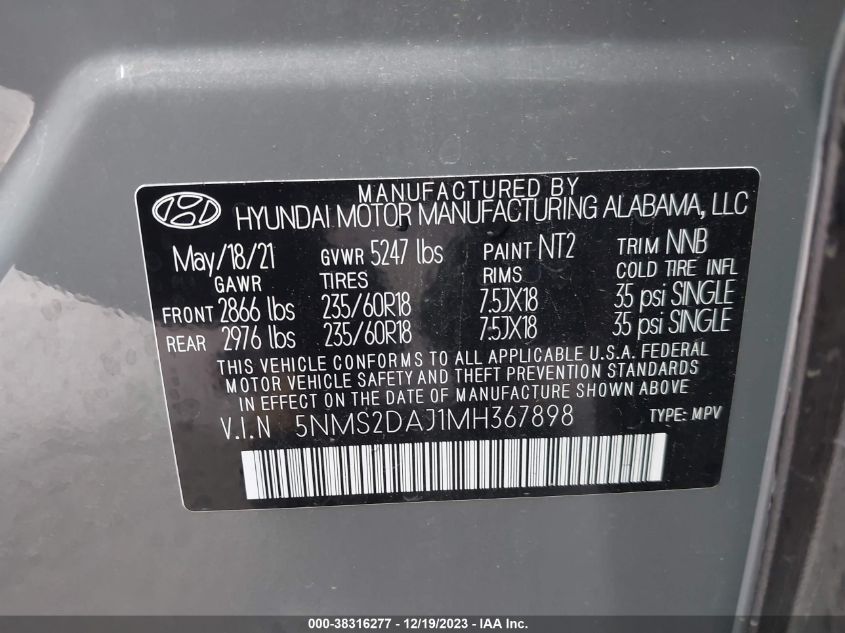 MANUFACTURED BY
HYUNDAI MOTOR MANUFACTURING ALABAMA, LLC
May/18/21 GVWR 5247 lbs PAINT NT2 TRIM NNB
GAWR TIRES RIMS COLD TIRE INFL
FRONT 2866 lbs 235/60R18 7.5JX18 35 psi SINGLE
REAR 2976 lbs 235/60R18 7.5JX18 35 psi SINGLE
THIS VEHICLE CONFORMS TO ALL APPLICABLE U.S.A. FEDERAL
MOTOR VEHICLE SAFETY AND THEFT PREVENTION STANDARDS
IN EFFECT ON THE DATE OF MANUFACTURE SHOWN ABOVE.
V.I.N 5NMS2DAJ1MH367898 TYPE: MPV
000-38316277 - 12/19/2023 - IAA Inc.